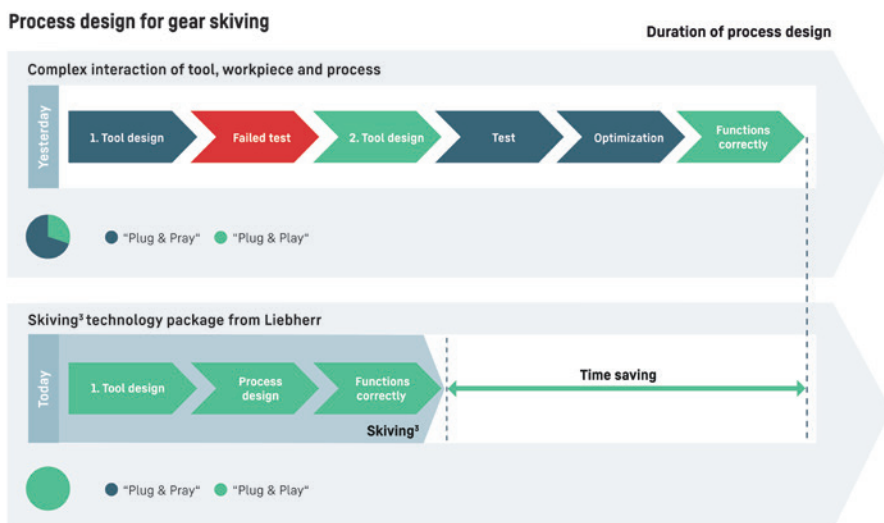 Process design for gear skiving
Duration of process design
Complex interaction of tool, workpiece and process
Yesterday
1. Tool design
Failed test
2. Tool design
Test
Optimization
Functions
correctly
"Plug & Pray"
"Plug & Play"
Skiving³ technology package from Liebherr
Today
1. Tool design
Process
design
Functions
correctly
Time saving
Skiving³
"Plug & Pray"
"Plug & Play"